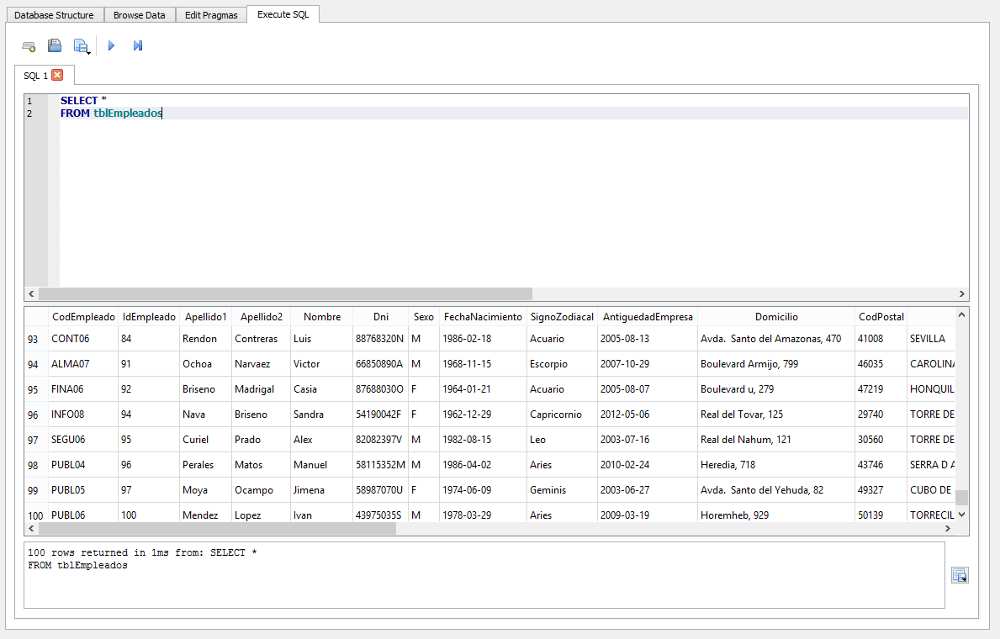 Database Structure Browse Data Edit Pragmas Execute SQL
SQL 1
1 SELECT *
2 FROM tblEmpleados
CodEmpleado IdEmpleado Apellido1 Apellido2 Nombre Dni Sexo FechaNacimiento SignoZodiacal AntiguedadEmpresa Domicilio CodPostal
93 CONT06 84 Rendon Contreras Luis 88768320N M 1986-02-18 Acuario 2005-08-13 Avda. Santo del Amazonas, 470 41008 SEVILLA
94 ALMA07 91 Ochoa Narvaez Victor 66850890A M 1968-11-15 Escorpio 2007-10-29 Boulevard Armijo, 799 46035 CAROLINA
95 FINA06 92 Briseno Madrigal Casia 87688030O F 1964-01-21 Acuario 2005-08-07 Boulevard u, 279 47219 HONQUIL
96 INFO08 94 Nava Briseno Sandra 54190042F F 1962-12-29 Capricornio 2012-05-06 Real del Tovar, 125 29740 TORRE DE
97 SEGU06 95 Curiel Prado Alex 82082397V M 1982-08-15 Leo 2003-07-16 Real del Nahum, 121 30560 TORRE DE
98 PUBL04 96 Perales Matos Manuel 58115352M M 1986-04-02 Aries 2010-02-24 Heredia, 718 43746 SERRA D A
99 PUBL05 97 Moya Ocampo Jimena 58987070U F 1974-06-09 Geminis 2003-06-27 Avda. Santo del Yehuda, 82 49327 CUBO DE
100 PUBL06 100 Mendez Lopez Ivan 43975035S M 1978-03-29 Aries 2009-03-19 Horemheb, 929 50139 TORRECIL
100 rows returned in 1ms from: SELECT *
FROM tblEmpleados